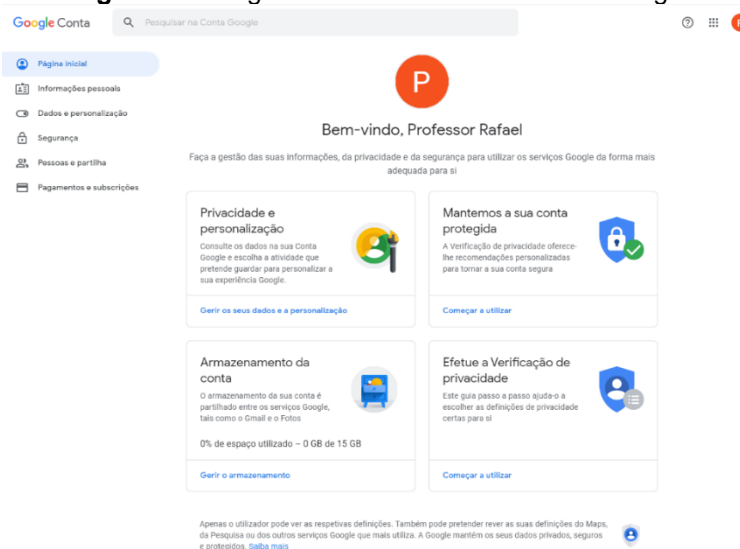 Google Conta
Pesquisar na Conta Google
P
Página inicial
Informações pessoais
Dados e personalização
Segurança
Pessoas e partilha
Pagamentos e subscrições
P
Bem-vindo, Professor Rafael
Faça a gestão das suas informações, da privacidade e da segurança para utilizar os serviços Google da forma mais
adequada para si
Privacidade e
personalização
Consulte os dados na sua Conta
Google e escolha a atividade que
pretende guardar para personalizar a
sua experiência Google.
Gerir os seus dados e a personalização
Mantemos a sua conta
protegida
A Verificação de privacidade oferece-
lhe recomendações personalizadas
para tornar a sua conta segura
Começar a utilizar
Armazenamento da
conta
O armazenamento da sua conta é
partilhado entre os serviços Google,
tais como o Gmail e o Fotos
0% de espaço utilizado – 0 GB de 15 GB
Gerir o armazenamento
Efetue a Verificação de
privacidade
Este guia passo a passo ajuda-o a
escolher as definições de privacidade
certas para si
Começar a utilizar
Apenas o utilizador pode ver as respetivas definições. Também pode pretender rever as suas definições do Maps,
da Pesquisa ou dos outros serviços Google que mais utiliza. A Google mantém os seus dados privados, seguros
e protegidos. Saiba mais